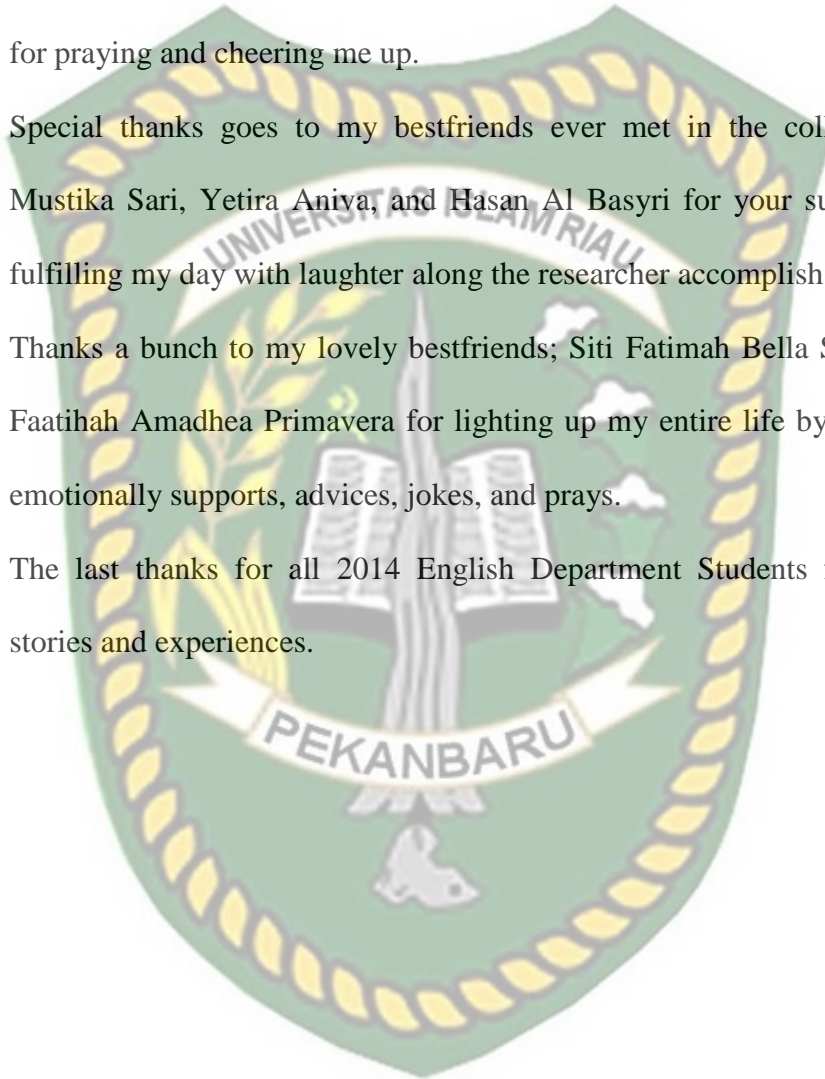 for praying and cheering me up.
Special thanks goes to my bestfriends ever met in the coll
Mustika Sari, Yetira Aniva, and Hasan Al Basyri for your su
UNIVERSITAS ISLAM RIAU
fulfilling my day with laughter along the researcher accomplish
Thanks a bunch to my lovely bestfriends; Siti Fatimah Bella S
Faatihah Amadhea Primavera for lighting up my entire life by
emotionally supports, advices, jokes, and prays.
The last thanks for all 2014 English Department Students
stories and experiences.
PEKANBARU